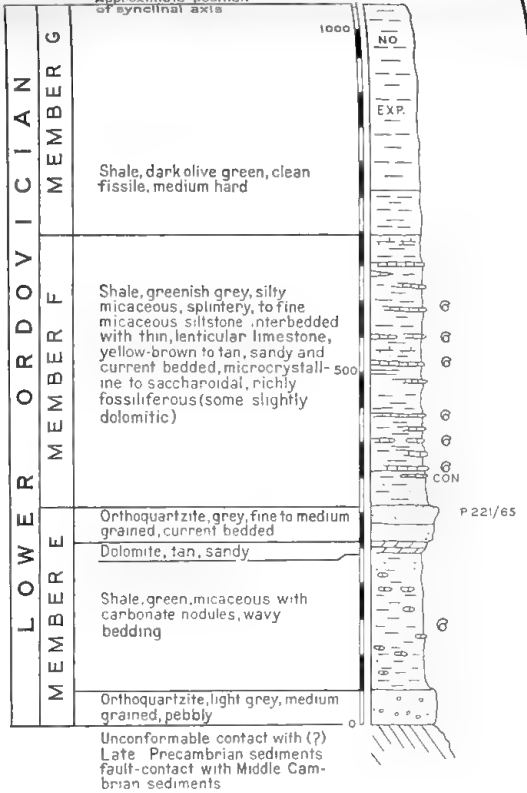 Approximate position
of synclinal axis
LOWER ORDOVICIAN
MEMBER G
MEMBER F
MEMBER E
1000
NO
EXP.
Shale, dark olive green, clean
fissile, medium hard
Shale, greenish grey, silty
micaceous, splintery, to fine
micaceous siltstone interbedded
with thin, lenticular limestone,
yellow-brown to tan, sandy and
current bedded, microcrystall-
ine to saccharoidal, richly
fossiliferous (some slightly
dolomitic)
500
CON
P 221/65
Orthoquartzite, grey, fine to medium
grained, current bedded
Dolomite, tan, sandy
Shale, green, micaceous with
carbonate nodules, wavy
bedding
Orthoquartzite, light grey, medium
grained, pebbly
0
Unconformable contact with (?)
Late Precambrian sediments
fault-contact with Middle Cam-
brian sediments